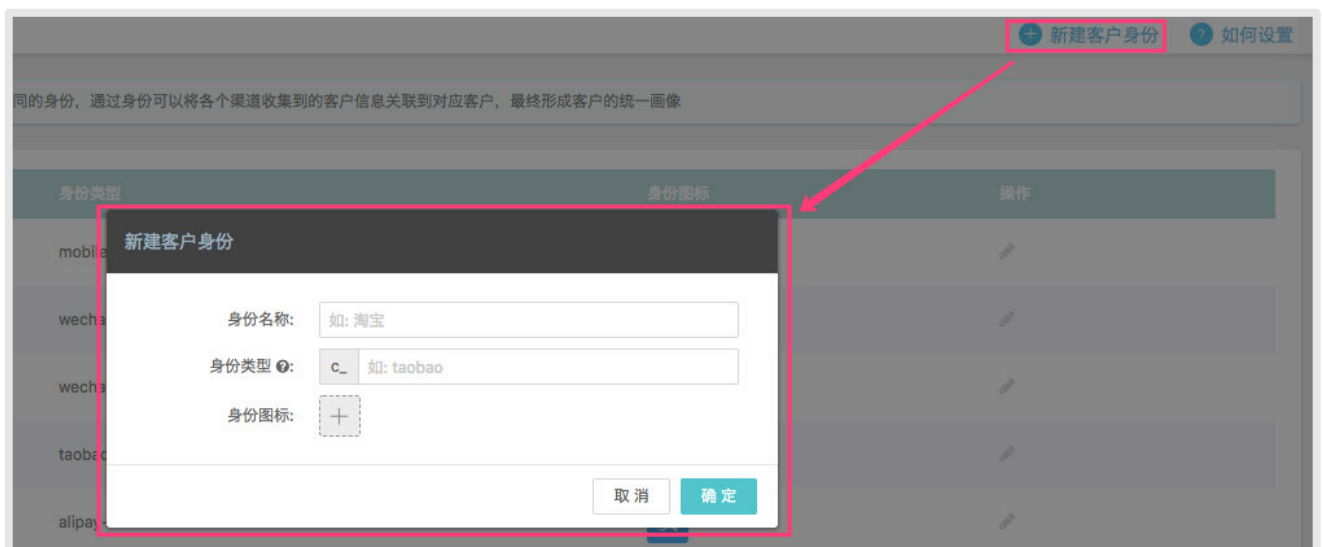 新建客户身份 如何设置
同的身份，通过身份可以将各个渠道收集到的客户信息关联到对应客户，最终形成客户的统一画像
身份类型 身份图标 操作
新建客户身份
mobile
身份名称: 如: 淘宝
wecha
身份类型 : c_ 如: taobao
wecha
身份图标:
taobao
取 消 确 定
alipay-